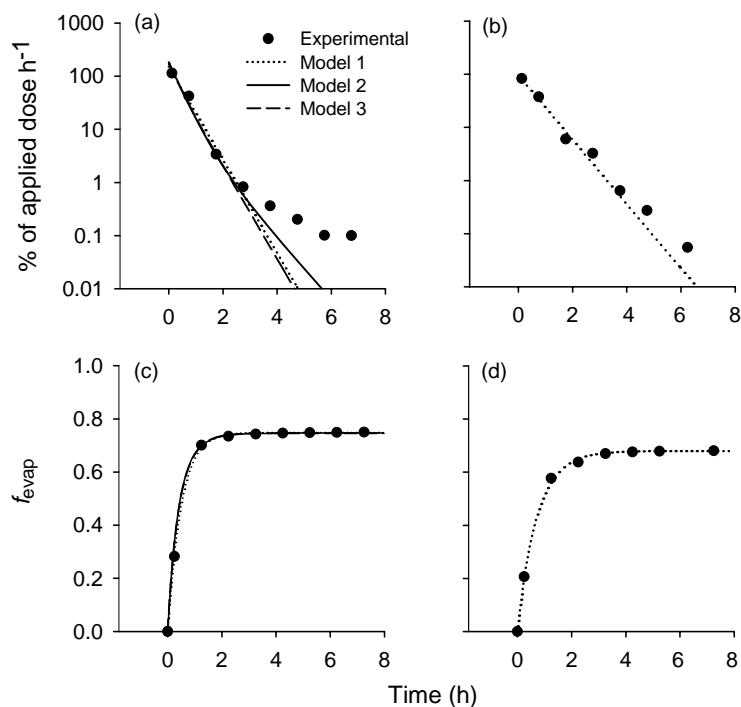 (a)
(b)
1000
100
10
1
0.1
0.01
% of applied dose h-1
Experimental
Model 1
Model 2
Model 3
0 2 4 6 8
0 2 4 6 8
(c)
(d)
1.0
0.8
0.6
0.4
0.2
0.0
fevap
0 2 4 6 8
0 2 4 6 8
Time (h)